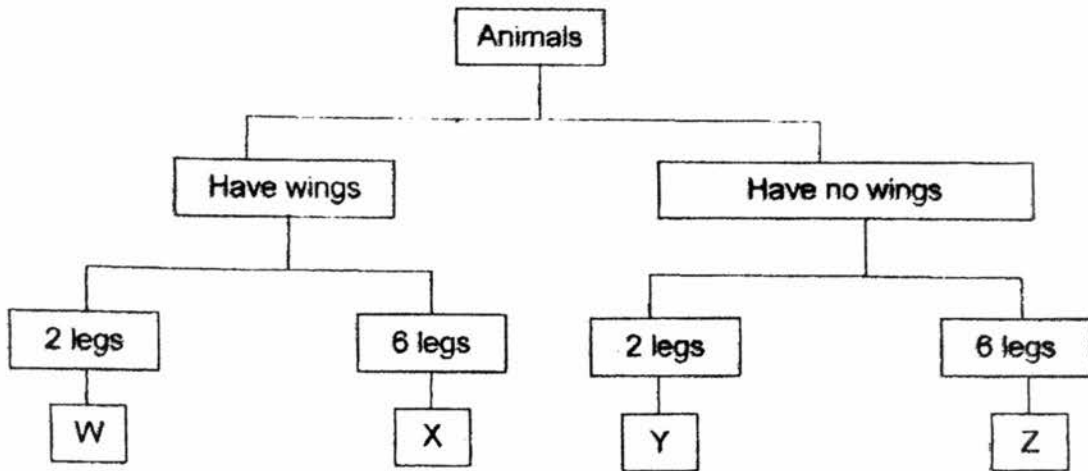 Animals
Have wings
Have no wings
2 legs
6 legs
2 legs
6 legs
W
X
Y
Z